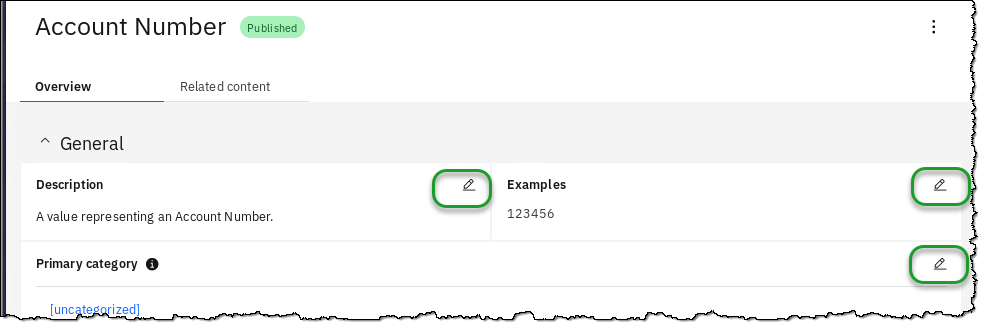 Account Number Published
Overview Related content
General
Description Examples
A value representing an Account Number. 123456
Primary category
[uncategorized]